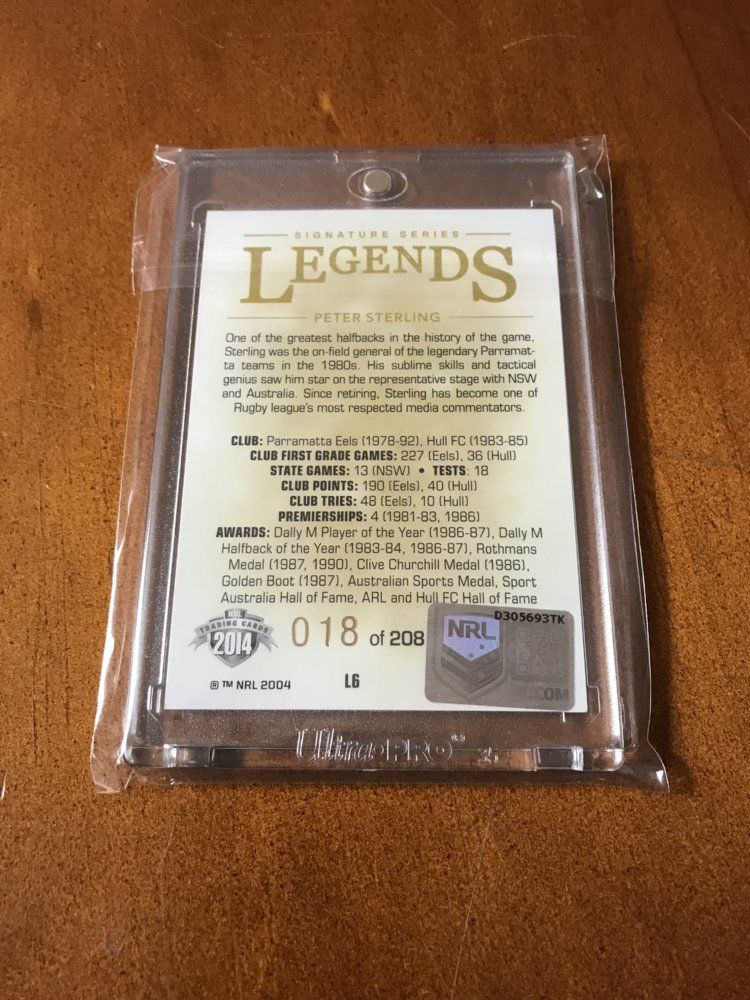 SIGNATURE SERIES
LEGENDS
PETER STERLING
One of the greatest halfbacks in the history of the game,
Sterling was the on-field general of the legendary Parramat-
ta teams in the 1980s. His sublime skills and tactical
genius saw him star on the representative stage with NSW
and Australia. Since retiring, Sterling has become one of
Rugby league's most respected media commentators.
CLUB: Parramatta Eels (1978-92), Hull FC (1983-85)
CLUB FIRST GRADE GAMES: 227 (Eels), 36 (Hull)
STATE GAMES: 13 (NSW) • TESTS: 18
CLUB POINTS: 190 (Eels), 40 (Hull)
CLUB TRIES: 48 (Eels), 10 (Hull)
PREMIERSHIPS: 4 (1981-83, 1986)
AWARDS: Dally M Player of the Year (1986-87), Dally M
Halfback of the Year (1983-84, 1986-87), Rothmans
Medal (1987, 1990), Clive Churchill Medal (1986),
Golden Boot (1987), Australian Sports Medal, Sport
Australia Hall of Fame, ARL and Hull FC Hall of Fame
NRL
TRADING CARDS
2014
018 of 208
D305693TK
NRL
.COM
® ™ NRL 2004
L6
Ultra PRO